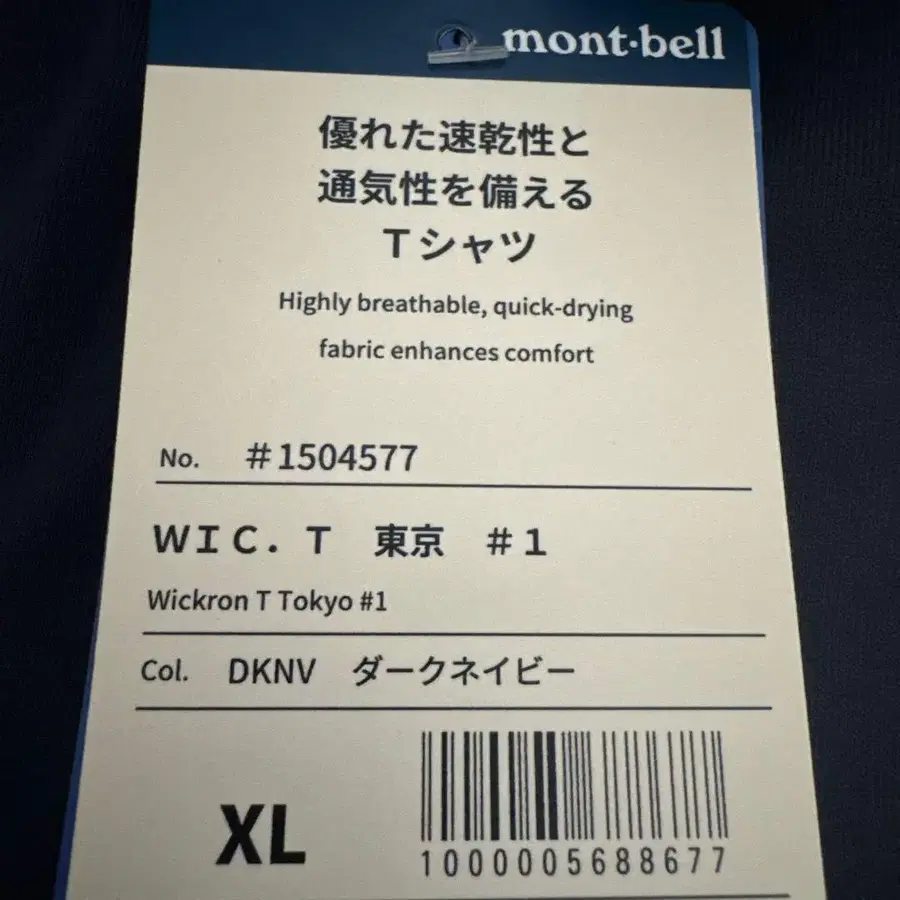 mont·bell
優れた速乾性と
通気性を備える
Tシャツ
Highly breathable, quick-drying
fabric enhances comfort
No. #1504577
WIC. T 東京 #1
Wickron T Tokyo #1
Col. DKNV ダークネイビー
XL
1000005688677